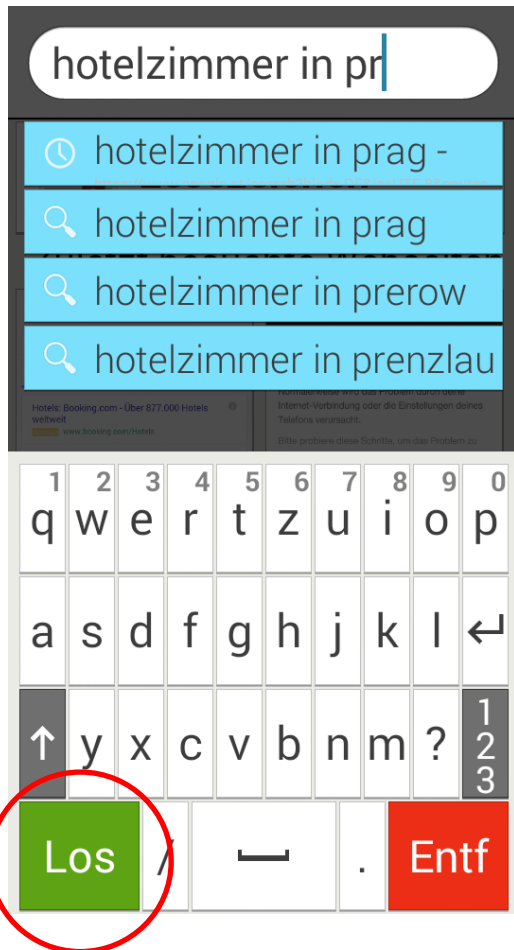 hotelzimmer in pr
hotelzimmer in prag -
hotelzimmer in prag
hotelzimmer in prerow
hotelzimmer in prenzlau
Hotels: Booking.com - Über 877.000 Hotels
weltweit
www.booking.com/Hotels
Normalerweise wird das Problem durch deine
Internet-Verbindung oder die Einstellungen deines
Telefons verursacht.
Bitte probiere diese Schritte, um das Problem zu
1 2 3 4 5 6 7 8 9 0
q w e r t z u i o p
a s d f g h j k l ↵
↑ y x c v b n m ? 1 2 3
Los / . Entf